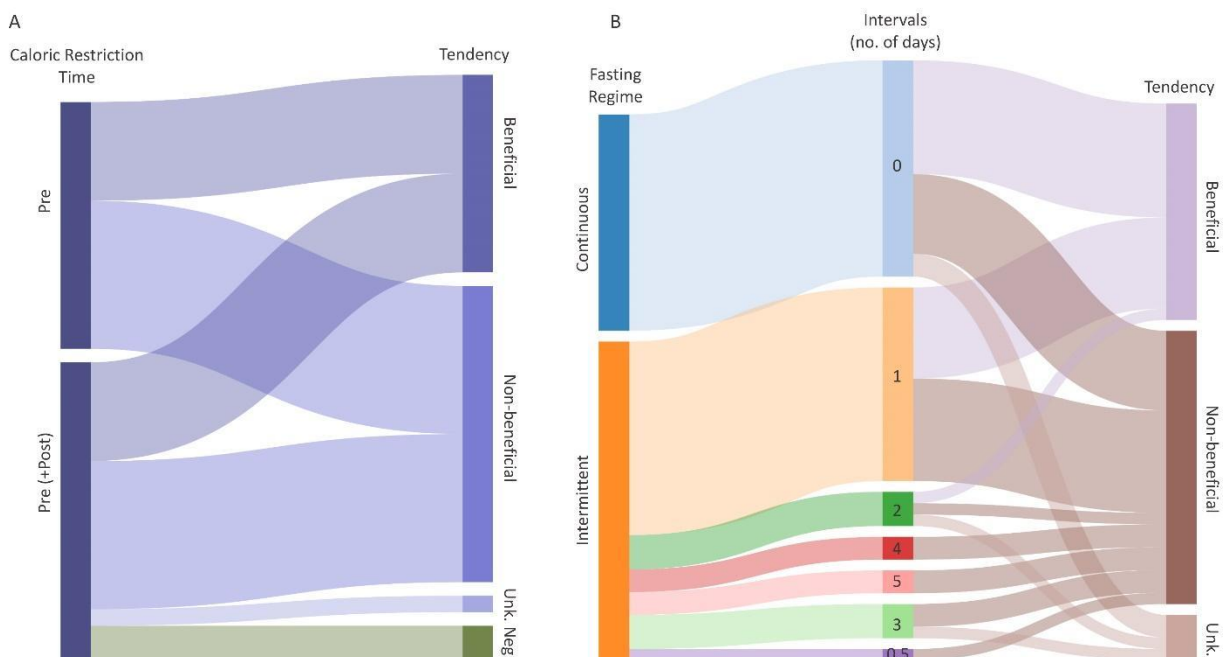 A
Caloric Restriction
Time
Tendency
Pre
Pre (+Post)
Beneficial
Non-beneficial
Unk.
Neg
B
Fasting
Regime
Intervals
(no. of days)
Tendency
Continuous
Intermittent
0
1
2
4
5
3
0.5
Beneficial
Non-beneficial
Unk.